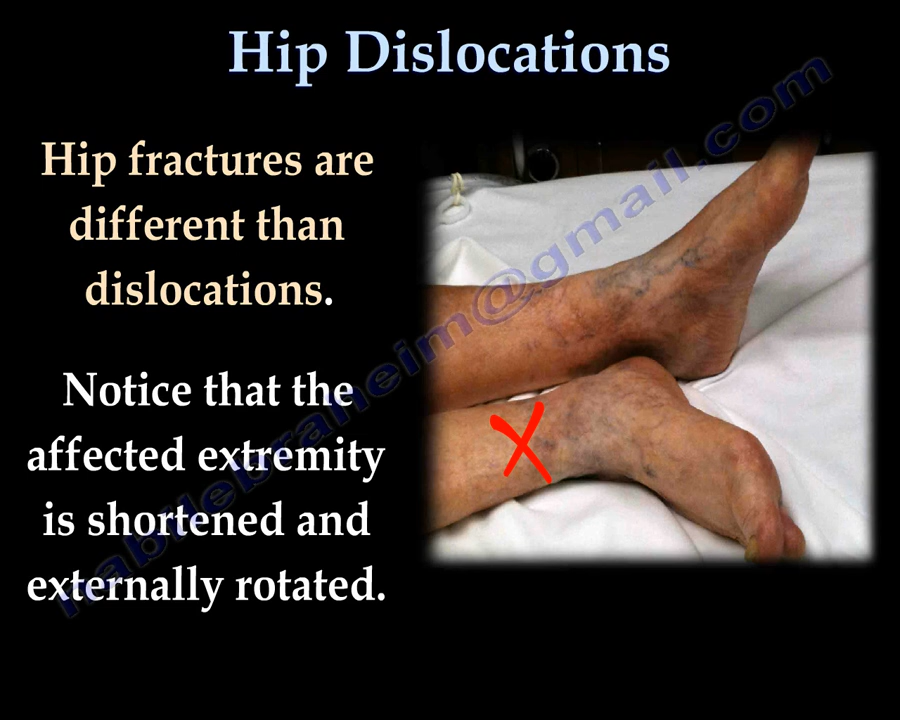 Hip Dislocations
Hip fractures are
different than
dislocations.
Notice that the
affected extremity
is shortened and
externally rotated.
nabilebraheim@gmail.com